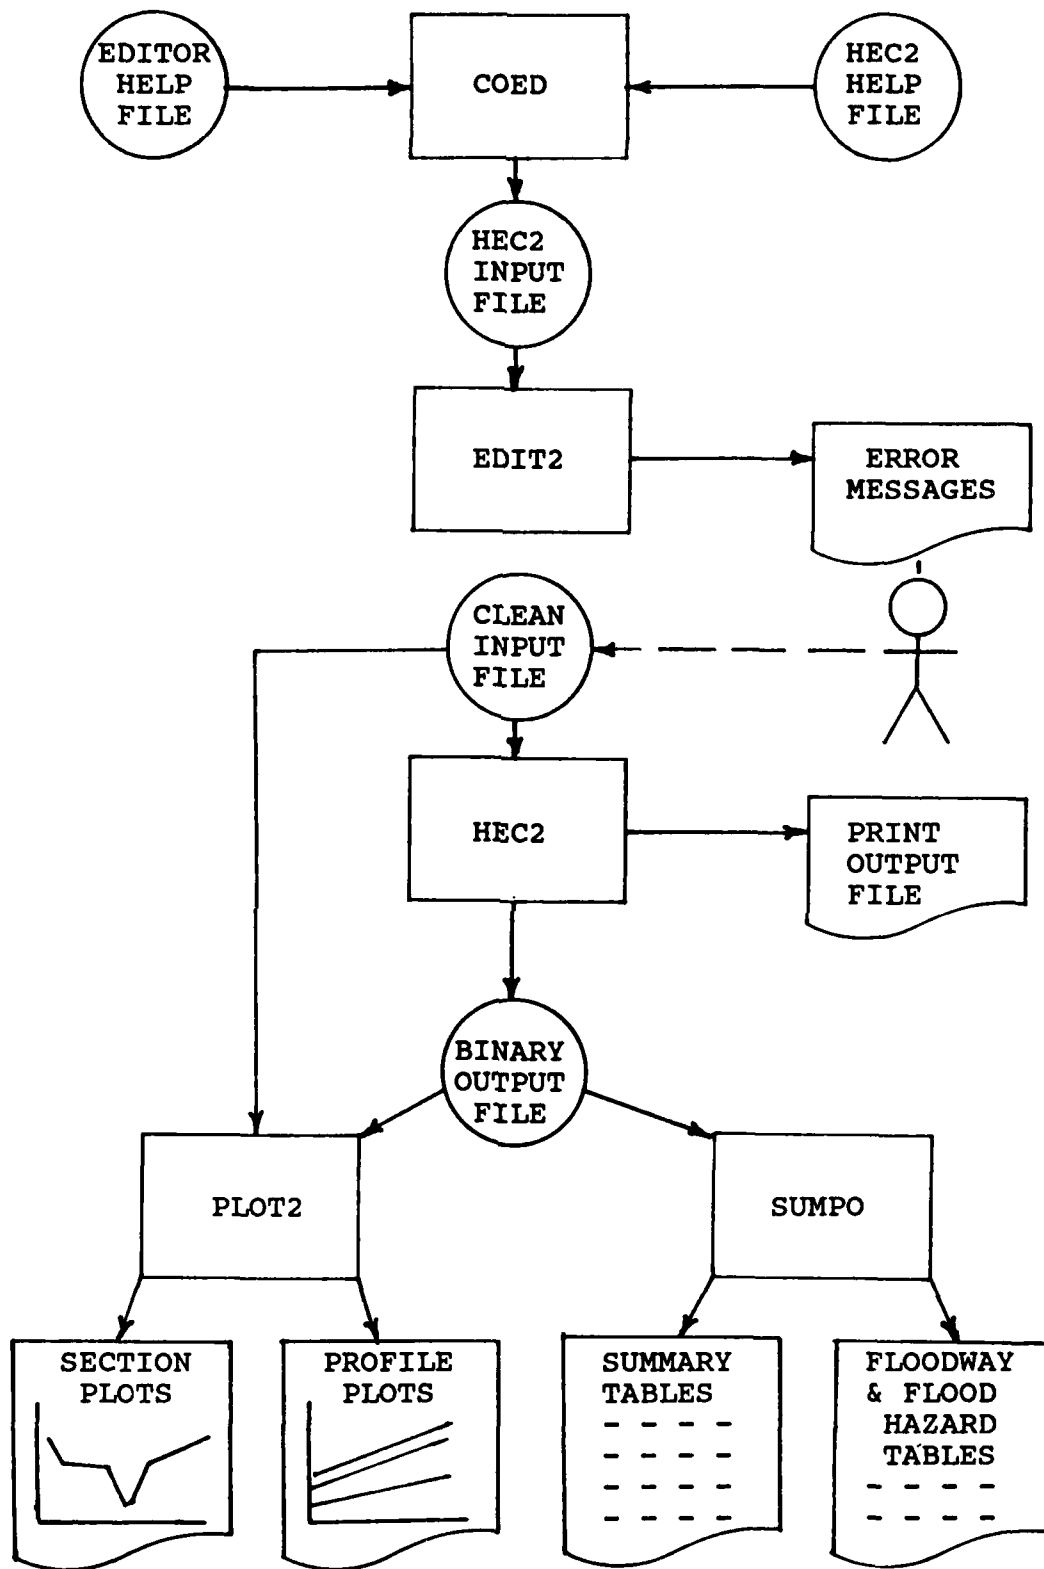 EDITOR
HELP
FILE
COED
HEC2
HELP
FILE
HEC2
INPUT
FILE
EDIT2
ERROR
MESSAGES
CLEAN
INPUT
FILE
HEC2
PRINT
OUTPUT
FILE
BINARY
OUTPUT
FILE
PLOT2
SUMPO
SECTION
PLOTS
PROFILE
PLOTS
SUMMARY
TABLES
FLOODWAY
& FLOOD
HAZARD
TABLES